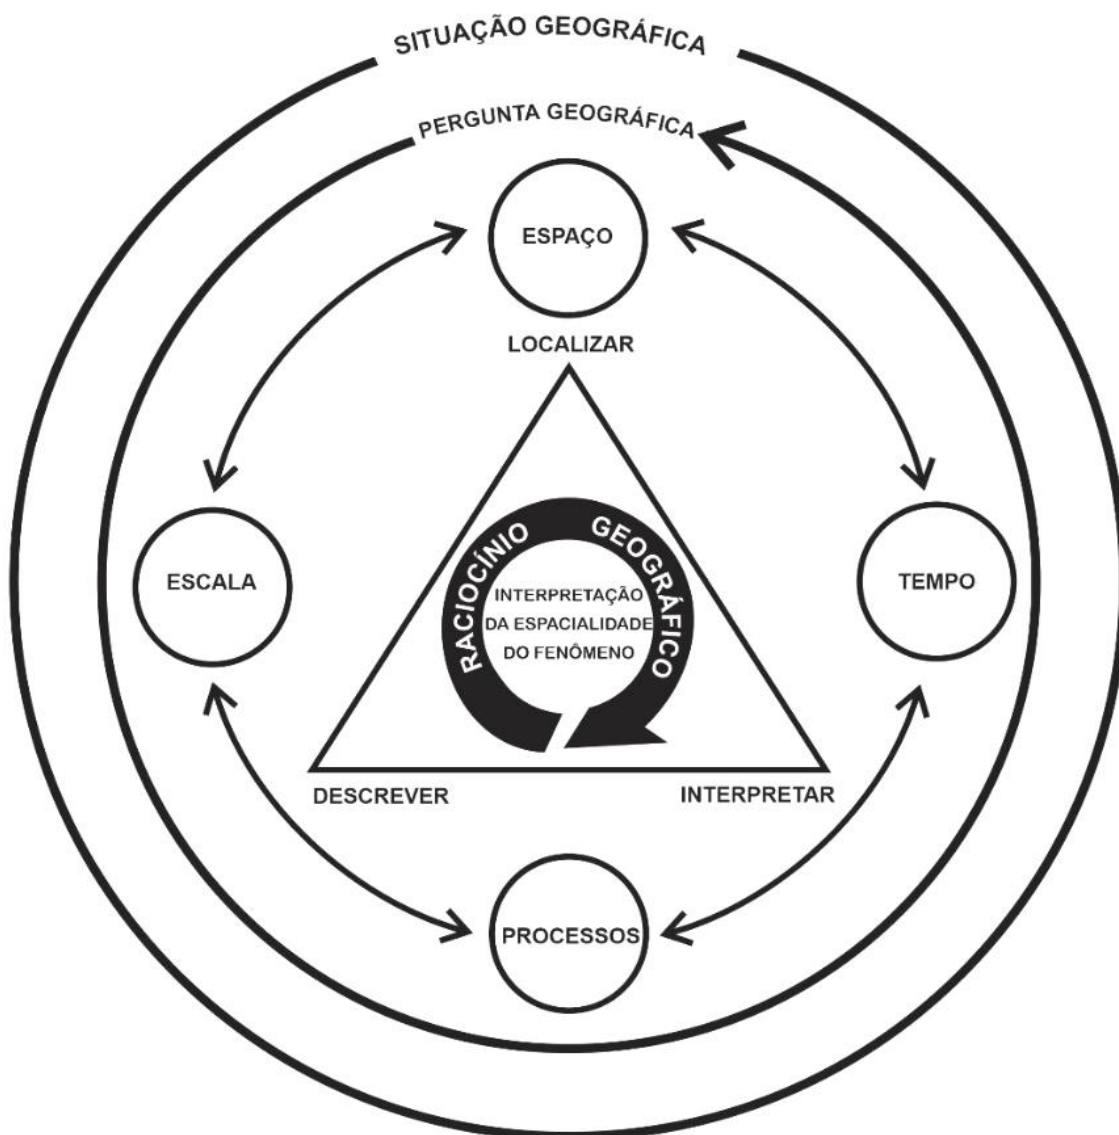 SITUAÇÃO GEOGRÁFICA
PERGUNTA GEOGRÁFICA
ESPAÇO
LOCALIZAR
ESCALA
TEMPO
RACIOCÍNIO GEOGRÁFICO
INTERPRETAÇÃO
DA ESPACIALIDADE
DO FENÔMENO
DESCREVER
INTERPRETAR
PROCESSOS